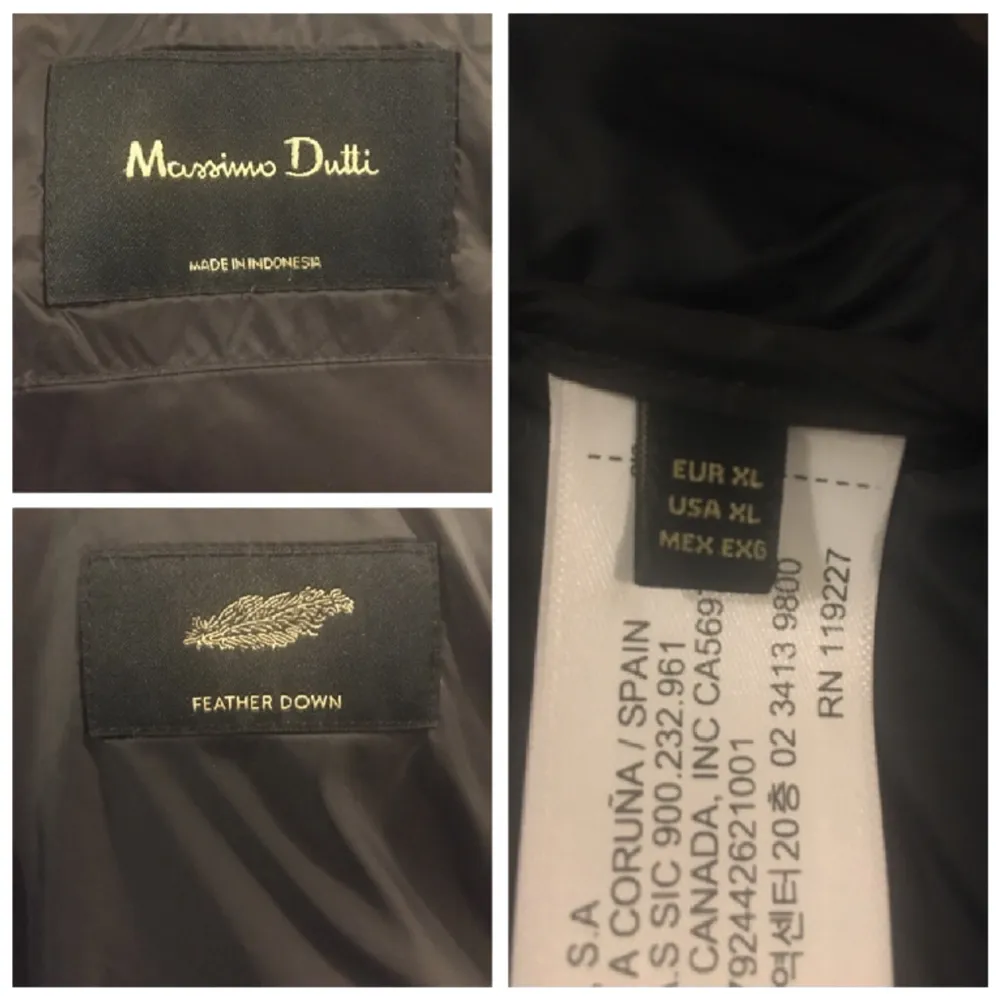 Massimo Dutti
MADE IN INDONESIA
FEATHER DOWN
EUR XL
USA XL
MEX EXG
S.A
A CORUÑA / SPAIN
.S SIC 900.232.961
CANADA, INC CA569
792442621001
역센터20층 02 3413 9800
RN 119227